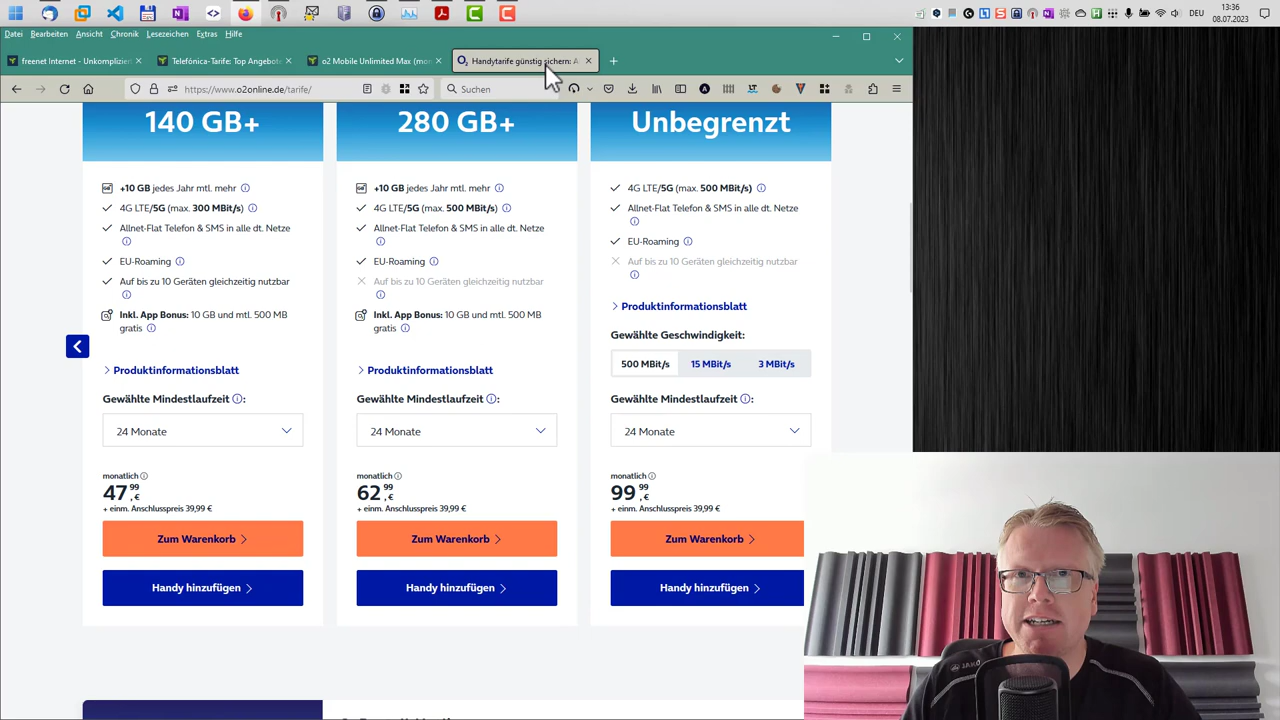 DEU
13:36
08.07.2023
Datei Bearbeiten Ansicht Chronik Lesezeichen Extras Hilfe
freenet Internet - Unkompliziert
Telefónica-Tarife: Top Angebot
o2 Mobile Unlimited Max (mon
O2 Handytarife günstig sichern: A
https://www.o2online.de/tarife/
Suchen
140 GB+
+10 GB jedes Jahr mtl. mehr
4G LTE/5G (max. 300 MBit/s)
Allnet-Flat Telefon & SMS in alle dt. Netze
EU-Roaming
Auf bis zu 10 Geräten gleichzeitig nutzbar
Inkl. App Bonus: 10 GB und mtl. 500 MB
gratis
Produktinformationsblatt
Gewählte Mindestlaufzeit :
24 Monate
monatlich
47,99 €
+ einm. Anschlusspreis 39,99 €
Zum Warenkorb
Handy hinzufügen
280 GB+
+10 GB jedes Jahr mtl. mehr
4G LTE/5G (max. 500 MBit/s)
Allnet-Flat Telefon & SMS in alle dt. Netze
EU-Roaming
Auf bis zu 10 Geräten gleichzeitig nutzbar
Inkl. App Bonus: 10 GB und mtl. 500 MB
gratis
Produktinformationsblatt
Gewählte Mindestlaufzeit :
24 Monate
monatlich
62,99 €
+ einm. Anschlusspreis 39,99 €
Zum Warenkorb
Handy hinzufügen
Unbegrenzt
4G LTE/5G (max. 500 MBit/s)
Allnet-Flat Telefon & SMS in alle dt. Netze
EU-Roaming
Auf bis zu 10 Geräten gleichzeitig nutzbar
Produktinformationsblatt
Gewählte Geschwindigkeit:
500 MBit/s 15 MBit/s 3 MBit/s
Gewählte Mindestlaufzeit :
24 Monate
monatlich
99,99 €
+ einm. Anschlusspreis 39,99 €
Zum Warenkorb
Handy hinzufügen